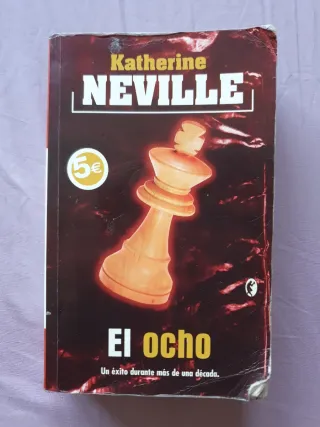 Katherine
NEVILLE
5€
El ocho
Un éxito durante más de una década.